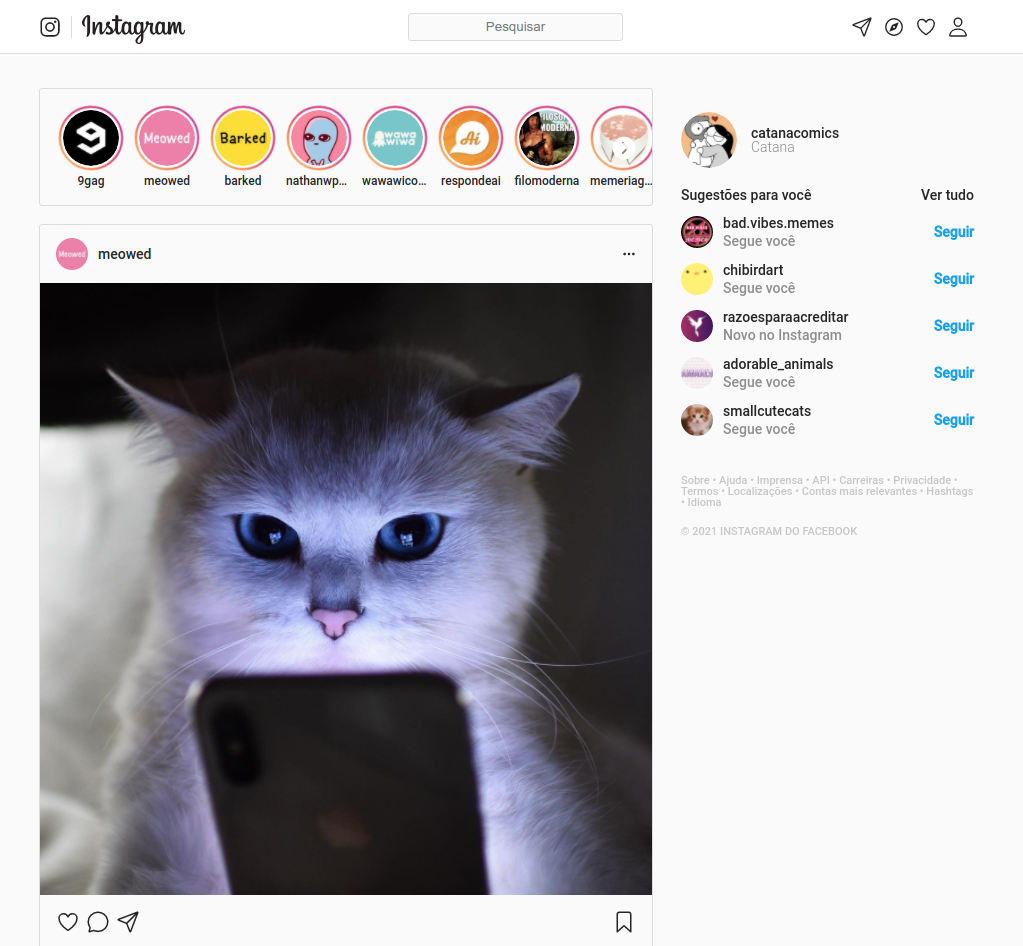 Instagram
Pesquisar
Meowed
Barked
wawa
wiwa
Aí
FILOSOFIA
MODERNA
9gag
meowed
barked
nathanwp...
wawawico...
respondeai
filomoderna
memeriag...
catanacomics
Catana
Sugestões para você
Ver tudo
Meowed
meowed
bad.vibes.memes
Segue você
Seguir
chibirdart
Segue você
Seguir
razoesparaacreditar
Novo no Instagram
Seguir
adorable_animals
Segue você
Seguir
smallcutecats
Segue você
Seguir
Sobre • Ajuda • Imprensa • API • Carreiras • Privacidade •
Termos • Localizações • Contas mais relevantes • Hashtags
• Idioma
© 2021 INSTAGRAM DO FACEBOOK